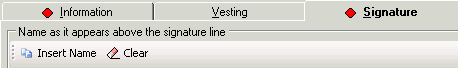 Information Vesting Signature
Name as it appears above the signature line
Insert Name Clear